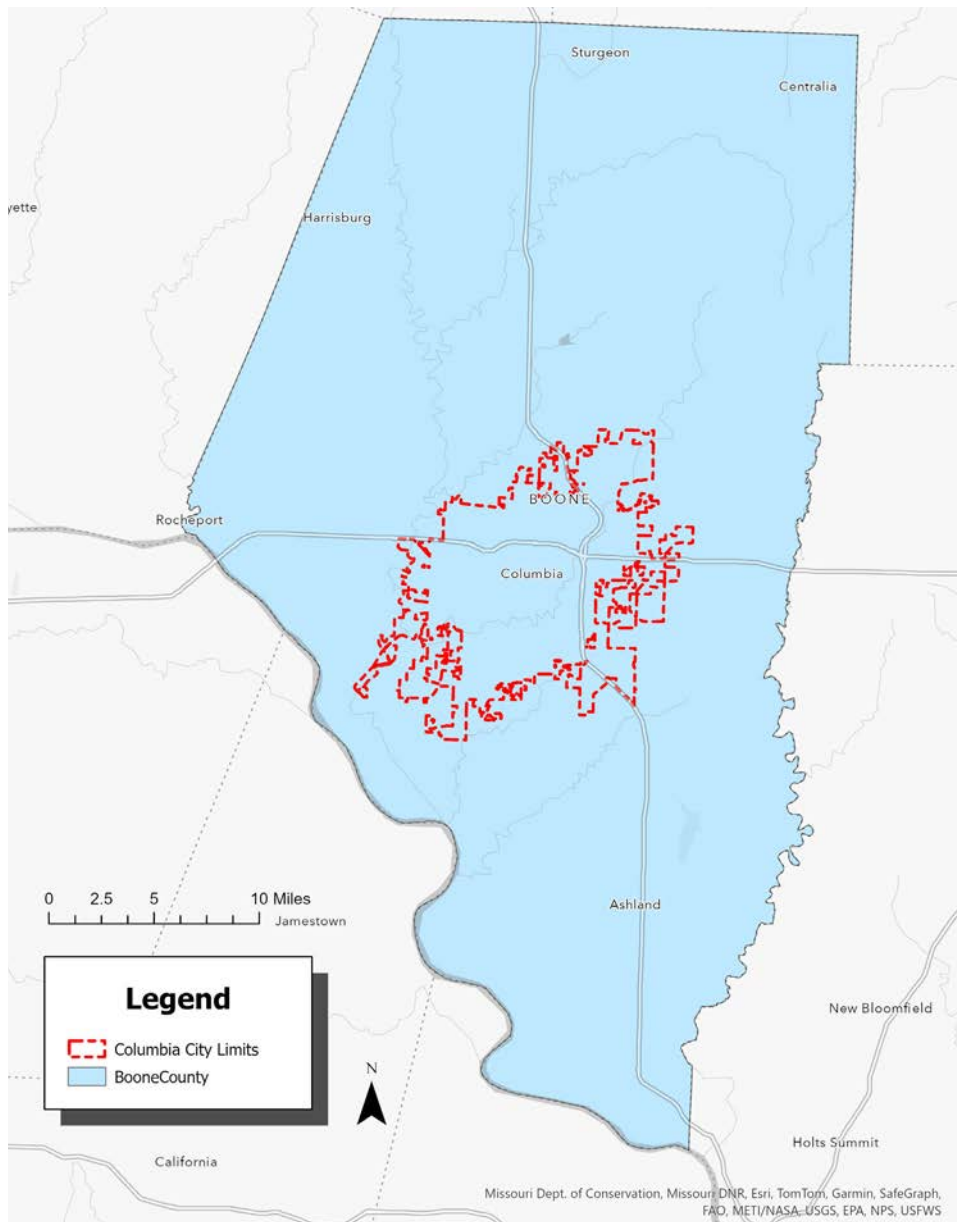 Sturgeon
Centralia
yette
Harrisburg
Rocheport
BOONE
Columbia
0 2.5 5 10 Miles
Jamestown
Ashland
Legend
Columbia City Limits
BooneCounty
N
New Bloomfield
Holts Summit
California
Missouri Dept. of Conservation, Missouri DNR, Esri, TomTom, Garmin, SafeGraph,
FAO, METI/NASA, USGS, EPA, NPS, USFWS